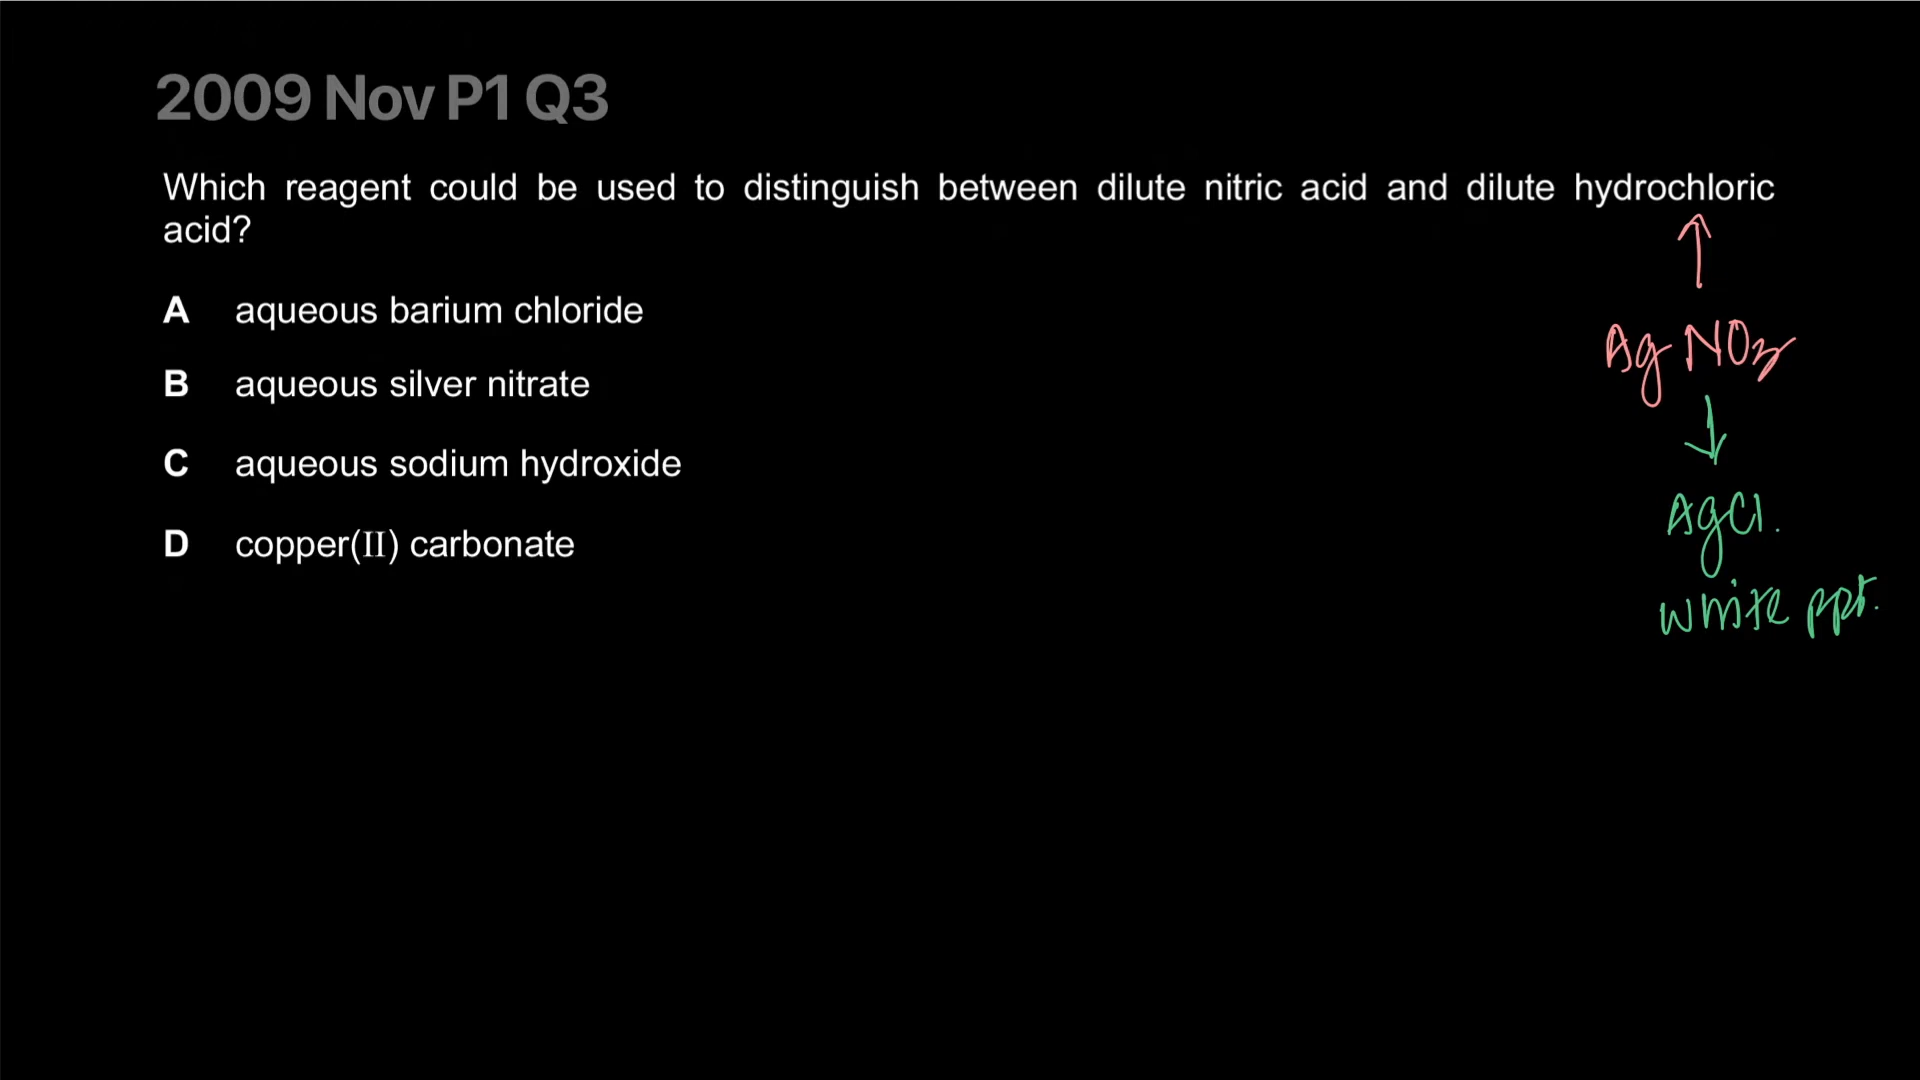 2009 Nov P1 Q3
Which reagent could be used to distinguish between dilute nitric acid and dilute hydrochloric
acid?
A aqueous barium chloride
B aqueous silver nitrate
C aqueous sodium hydroxide
D copper(II) carbonate
AgNO3
AgCl.
white ppt.